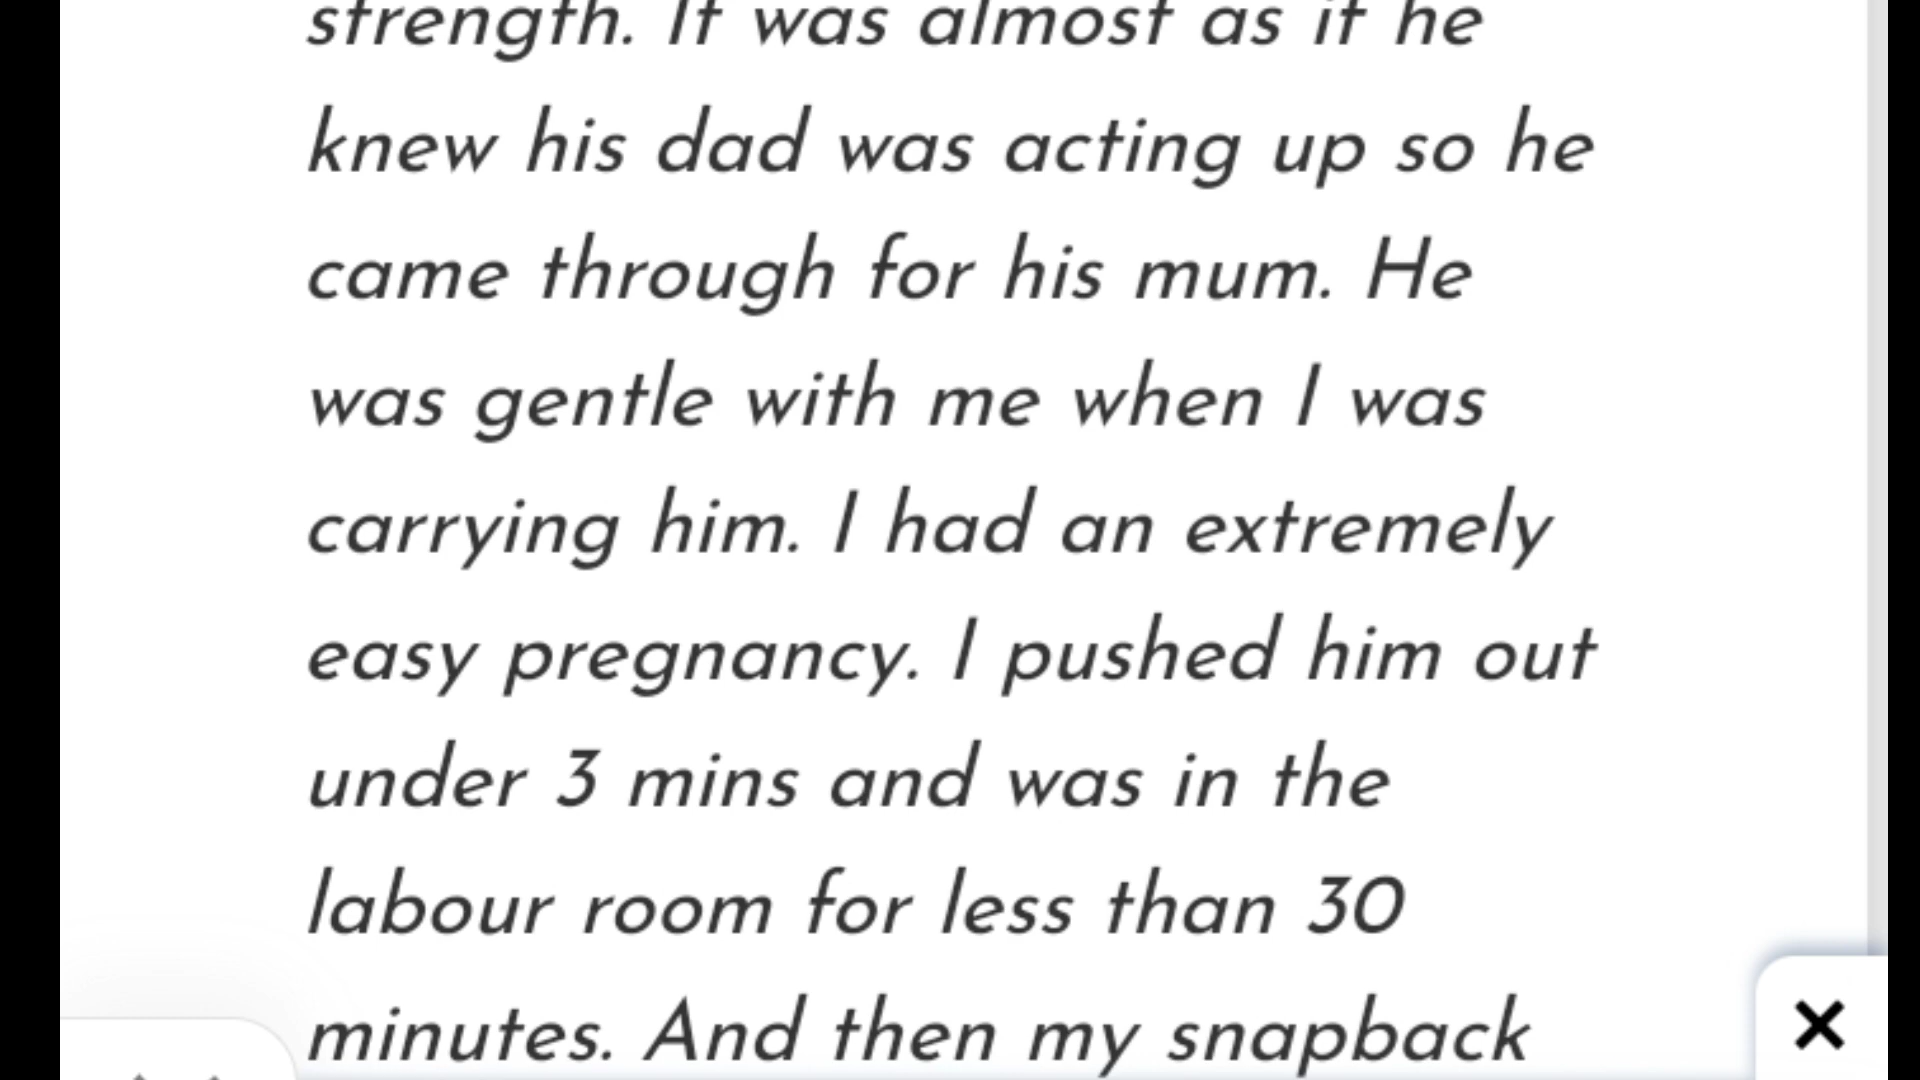 strength. It was almost as if he
knew his dad was acting up so he
came through for his mum. He
was gentle with me when I was
carrying him. I had an extremely
easy pregnancy. I pushed him out
under 3 mins and was in the
labour room for less than 30
minutes. And then my snapback